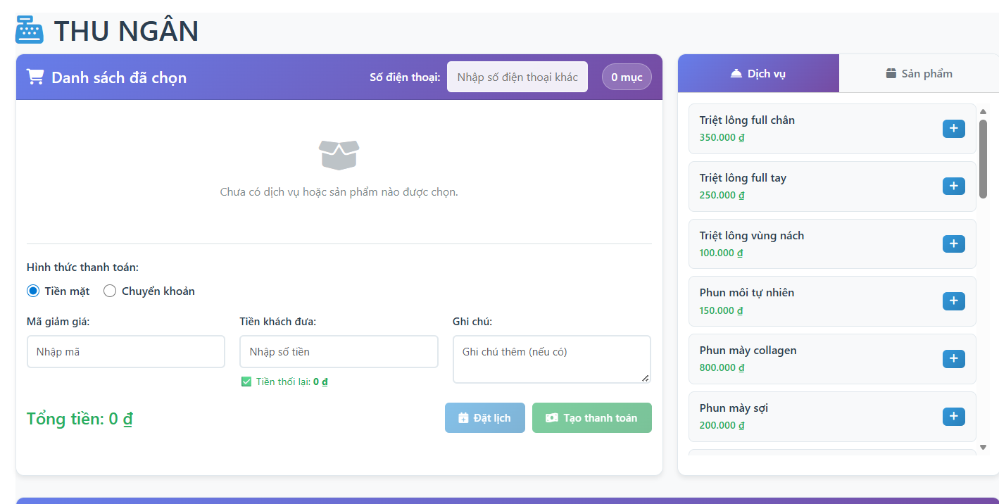 THU NGÂN
Danh sách đã chọn
Số điện thoại:
Nhập số điện thoại khác
0 mục
Chưa có dịch vụ hoặc sản phẩm nào được chọn.
Hình thức thanh toán:
Tiền mặt
Chuyển khoản
Mã giảm giá:
Nhập mã
Tiền khách đưa:
Nhập số tiền
Tiền thối lại: 0 ₫
Ghi chú:
Ghi chú thêm (nếu có)
Tổng tiền: 0 ₫
Đặt lịch
Tạo thanh toán
Dịch vụ
Sản phẩm
Triệt lông full chân
350.000 ₫
Triệt lông full tay
250.000 ₫
Triệt lông vùng nách
100.000 ₫
Phun môi tự nhiên
150.000 ₫
Phun mày collagen
800.000 ₫
Phun mày sợi
200.000 ₫